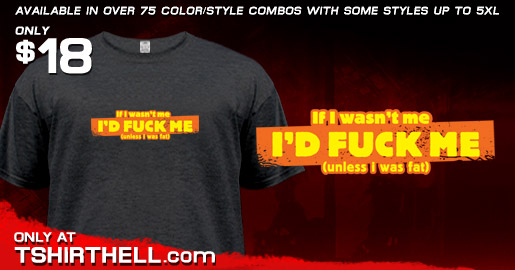 AVAILABLE IN OVER 75 COLOR/STYLE COMBOS WITH SOME STYLES UP TO 5XL
ONLY
$18
If I wasn't me
I'D FUCK ME
(unless I was fat)
If I wasn't me
I'D FUCK ME
(unless I was fat)
ONLY AT
TSHIRTHELL.com